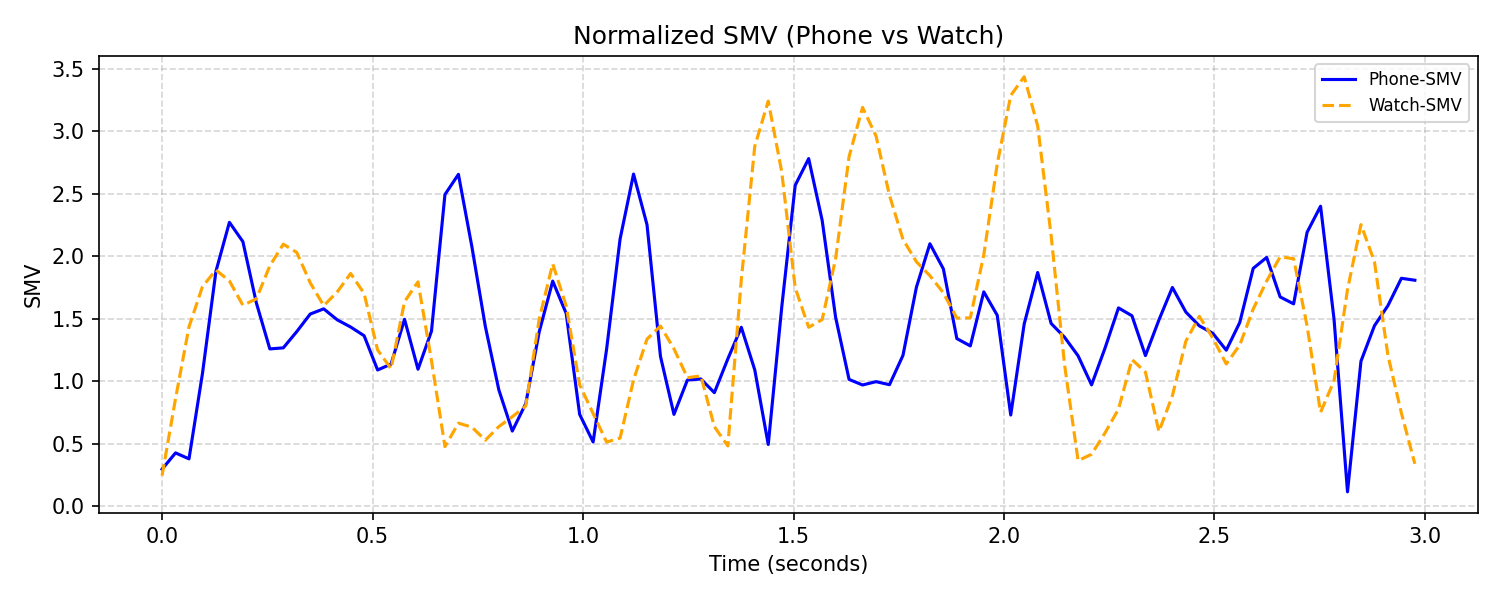 Normalized SMV (Phone vs Watch)
Phone-SMV
Watch-SMV
SMV
3.5
3.0
2.5
2.0
1.5
1.0
0.5
0.0
0.0 0.5 1.0 1.5 2.0 2.5 3.0
Time (seconds)